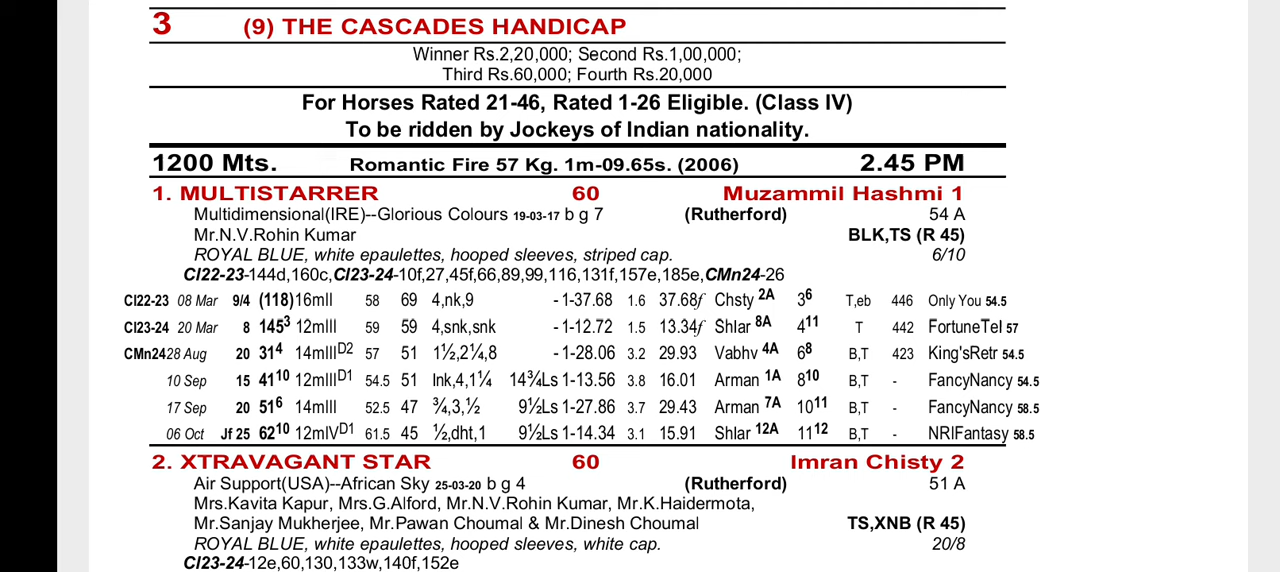 3 (9) THE CASCADES HANDICAP
Winner Rs.2,20,000; Second Rs.1,00,000;
Third Rs.60,000; Fourth Rs.20,000
For Horses Rated 21-46, Rated 1-26 Eligible. (Class IV)
To be ridden by Jockeys of Indian nationality.
1200 Mts. Romantic Fire 57 Kg. 1m-09.65s. (2006) 2.45 PM
1. MULTISTARRER 60 Muzammil Hashmi 1
Multidimensional(IRE)--Glorious Colours 19-03-17 b g 7 (Rutherford) 54 A
Mr.N.V.Rohin Kumar BLK,TS (R 45)
ROYAL BLUE, white epaulettes, hooped sleeves, striped cap. 6/10
Cl22-23-144d,160c,Cl23-24-10f,27,45f,66,89,99,116,131f,157e,185e,CMn24-26
Cl22-23 08 Mar 9/4 (118)16mII 58 69 4,nk,9 - 1-37.68 1.6 37.68f Chsty 2A 36 T,eb 446 Only You 54.5
Cl23-24 20 Mar 8 1453 12mIII 59 59 4,snk,snk - 1-12.72 1.5 13.34f Shlar 8A 411 T 442 FortuneTel 57
CMn24 28 Aug 20 314 14mIIID2 57 51 1½,2¼,8 - 1-28.06 3.2 29.93 Vabhv 4A 68 B,T 423 King'sRetr 54.5
10 Sep 15 4110 12mIIID1 54.5 51 lnk,4,1¼ 14¾Ls 1-13.56 3.8 16.01 Arman 1A 810 B,T - FancyNancy 54.5
17 Sep 20 516 14mIII 52.5 47 ¾,3,½ 9½Ls 1-27.86 3.7 29.43 Arman 7A 1011 B,T - FancyNancy 58.5
06 Oct Jf 25 6210 12mIVD1 61.5 45 ½,dht,1 9½Ls 1-14.34 3.1 15.91 Shlar 12A 1112 B,T - NRIFantasy 58.5
2. XTRAVAGANT STAR 60 Imran Chisty 2
Air Support(USA)--African Sky 25-03-20 b g 4 (Rutherford) 51 A
Mrs.Kavita Kapur, Mrs.G.Alford, Mr.N.V.Rohin Kumar, Mr.K.Haidermota,
Mr.Sanjay Mukherjee, Mr.Pawan Choumal & Mr.Dinesh Choumal TS,XNB (R 45)
ROYAL BLUE, white epaulettes, hooped sleeves, white cap. 20/8
Cl23-24-12e,60,130,133w,140f,152e